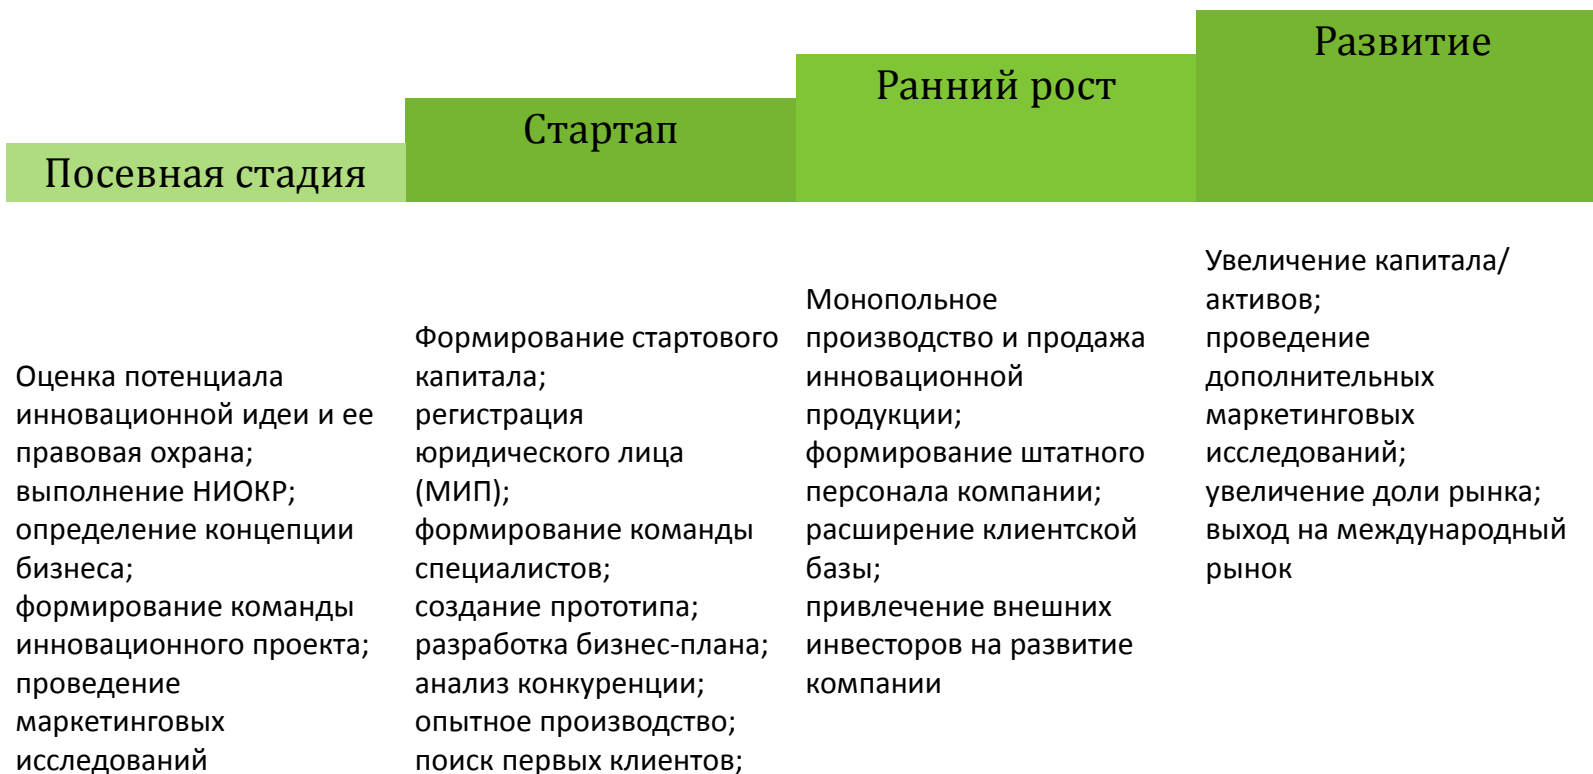 Посевная стадия
Стартап
Ранний рост
Развитие
Оценка потенциала
инновационной идеи и ее
правовая охрана;
выполнение НИОКР;
определение концепции
бизнеса;
формирование команды
инновационного проекта;
проведение
маркетинговых
исследований
Формирование стартового
капитала;
регистрация
юридического лица
(МИП);
формирование команды
специалистов;
создание прототипа;
разработка бизнес-плана;
анализ конкуренции;
опытное производство;
поиск первых клиентов;
Монопольное
производство и продажа
инновационной
продукции;
формирование штатного
персонала компании;
расширение клиентской
базы;
привлечение внешних
инвесторов на развитие
компании
Увеличение капитала/
активов;
проведение
дополнительных
маркетинговых
исследований;
увеличение доли рынка;
выход на международный
рынок